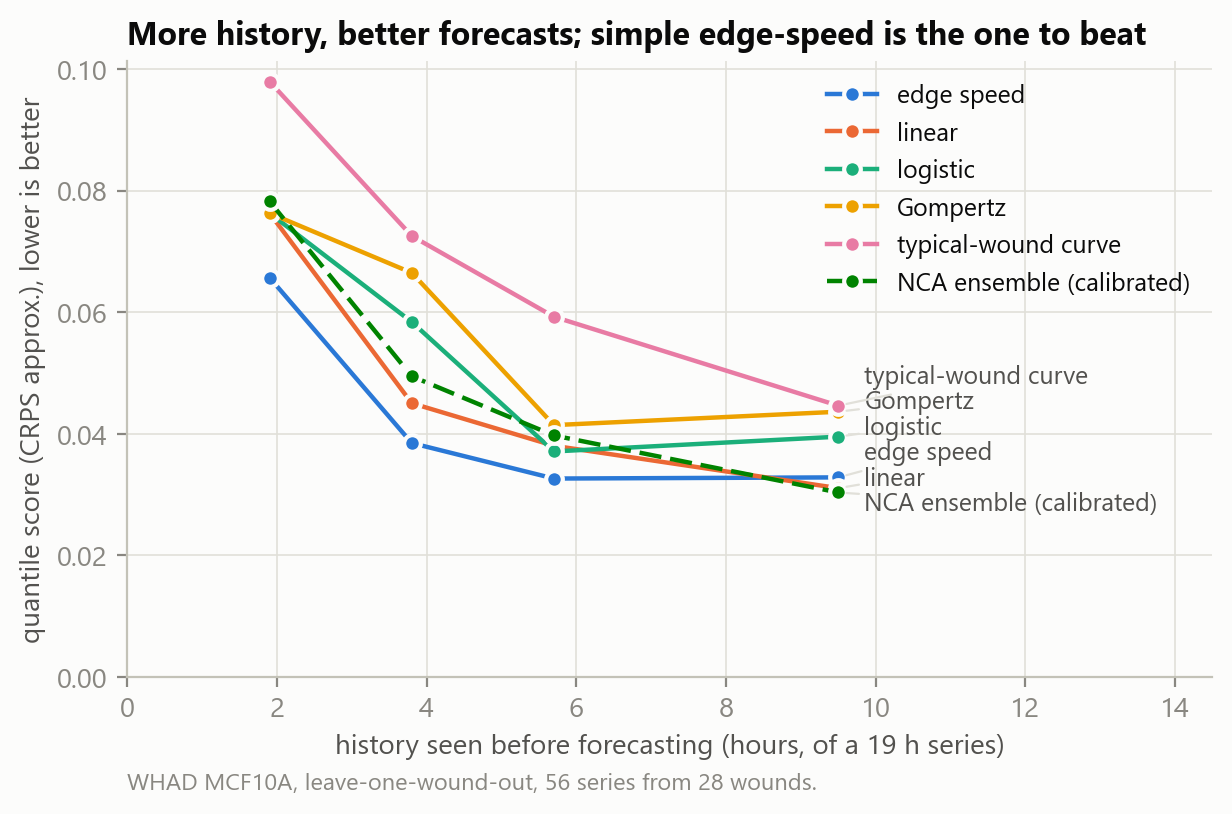 More history, better forecasts; simple edge-speed is the one to beat
quantile score (CRPS approx.), lower is better
0.10
0.08
0.06
0.04
0.02
0.00
edge speed
linear
logistic
Gompertz
typical-wound curve
NCA ensemble (calibrated)
typical-wound curve
Gompertz
logistic
edge speed
linear
NCA ensemble (calibrated)
0 2 4 6 8 10 12 14
history seen before forecasting (hours, of a 19 h series)
WHAD MCF10A, leave-one-wound-out, 56 series from 28 wounds.